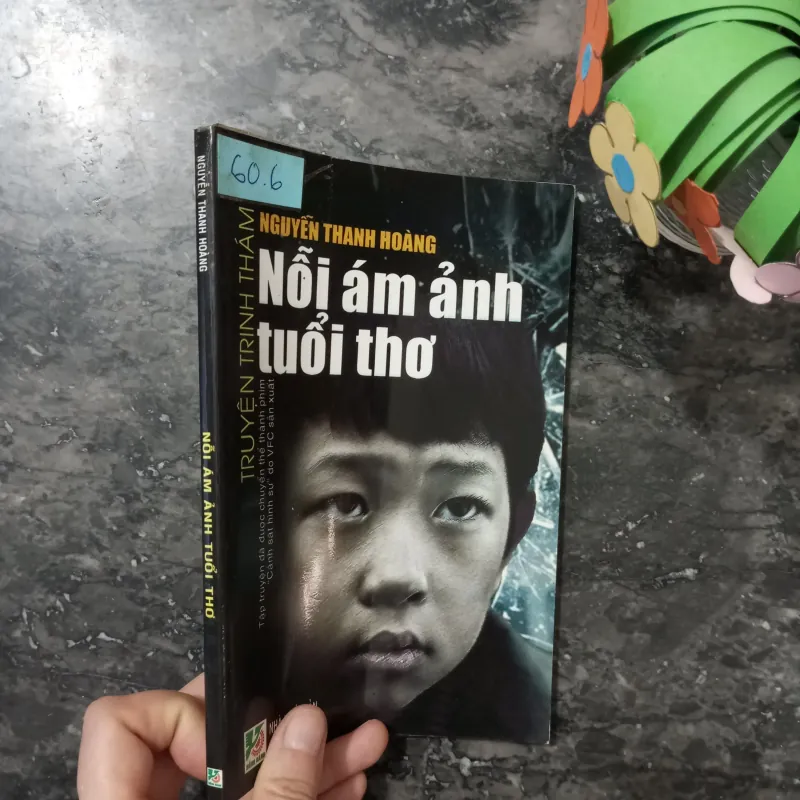 60.6
NGUYỄN THANH HOÀNG
Nỗi ám ảnh
tuổi thơ
TRUYỆN TRINH THÁM
Tập truyện đã được chuyển thể thành phim
"Cảnh sát hình sự" do VFC sản xuất
NGUYỄN THANH HOÀNG
NỖI ÁM ẢNH TUỔI THƠ